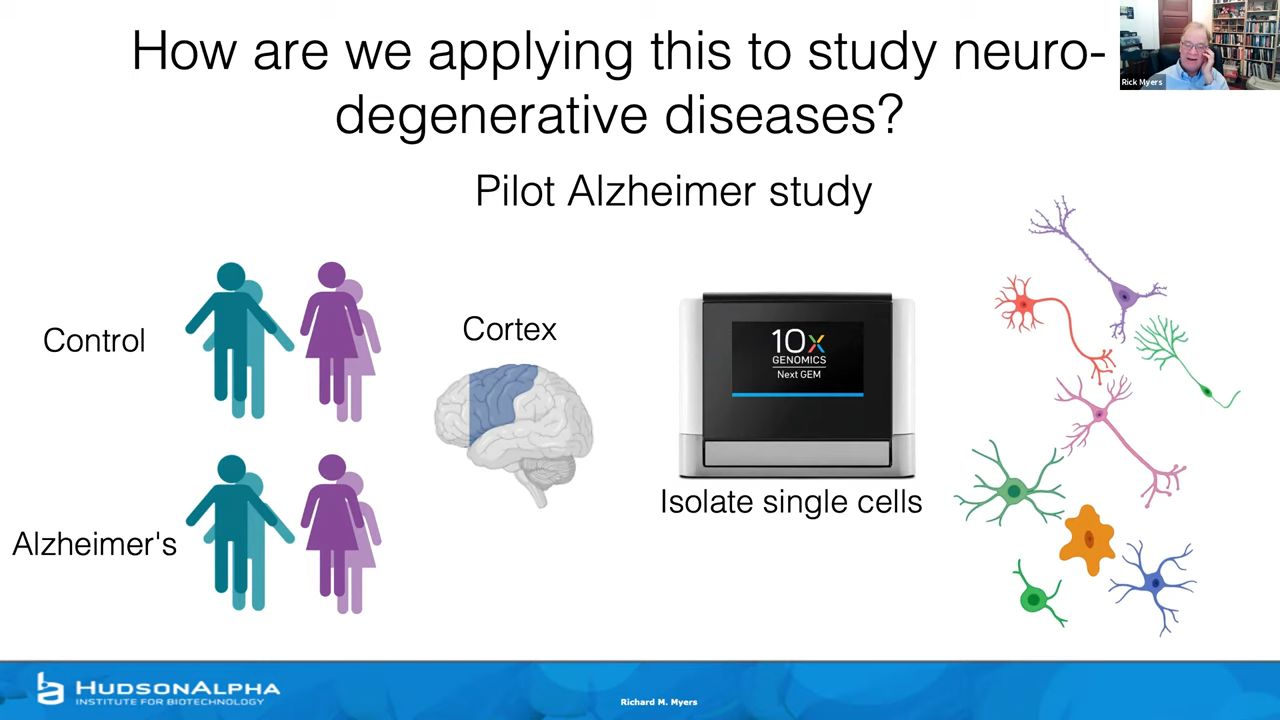 How are we applying this to study neuro-
degenerative diseases?
Rick Myers
Pilot Alzheimer study
Control
Cortex
10x
GENOMICS
Next GEM
Isolate single cells
Alzheimer's
HUDSONALPHA
INSTITUTE FOR BIOTECHNOLOGY
Richard M. Myers